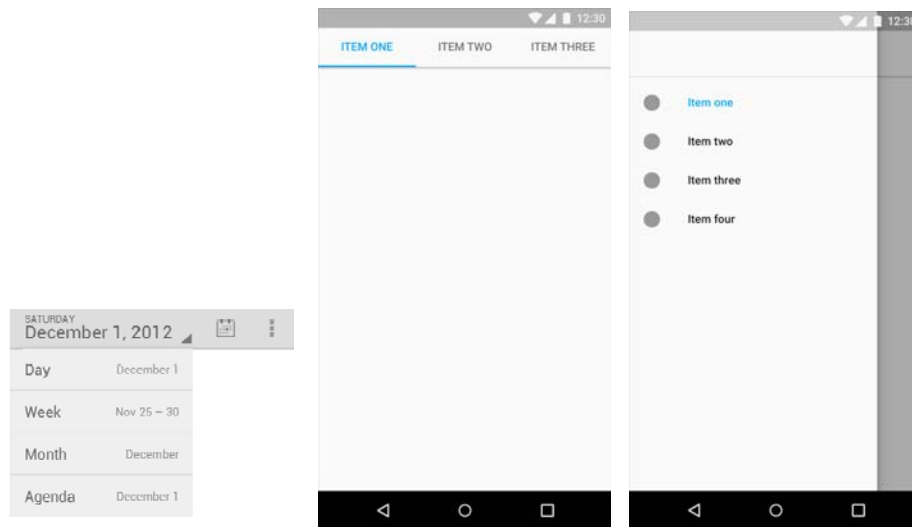 SATURDAY
December 1, 2012
Day December 1
Week Nov 25 – 30
Month December
Agenda December 1
12:30
ITEM ONE ITEM TWO ITEM THREE
12:30
Item one
Item two
Item three
Item four